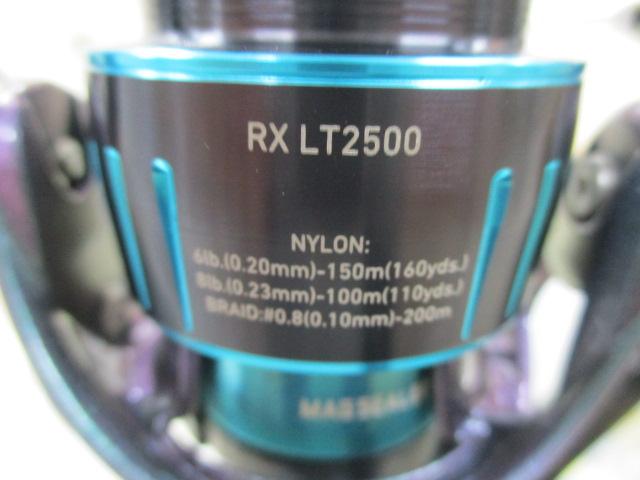 RX LT2500
NYLON:
6lb.(0.20mm)-150m(160yds.)
8lb.(0.23mm)-100m(110yds.)
BRAID:#0.8(0.10mm)-200m
MAGSEALED